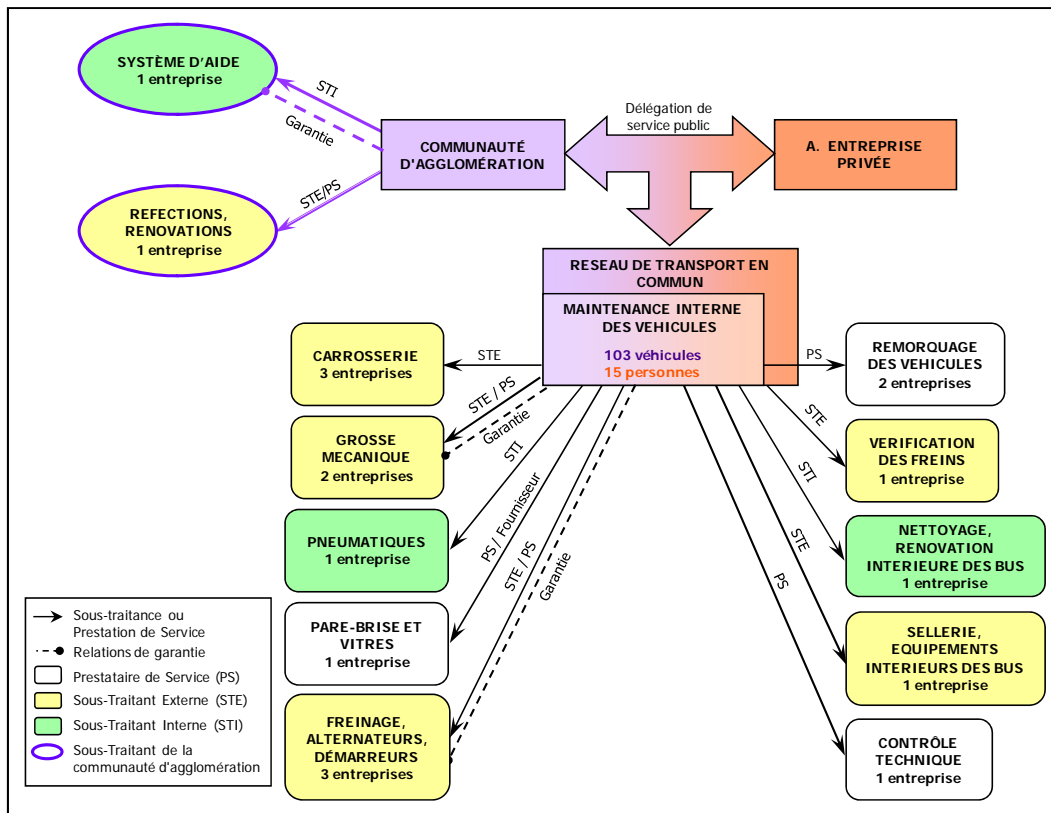 SYSTÈME D'AIDE
1 entreprise
STI
Garantie
Délégation de
service public
COMMUNAUTÉ
D'AGGLOMÉRATION
A. ENTREPRISE
PRIVÉE
STE/PS
REFECTIONS,
RENOVATIONS
1 entreprise
RESEAU DE TRANSPORT EN
COMMUN
MAINTENANCE INTERNE
DES VEHICULES
103 véhicules
15 personnes
CARROSSERIE
3 entreprises
STE
PS
REMORQUAGE
DES VEHICULES
2 entreprises
STE / PS
Garantie
GROSSE
MECANIQUE
2 entreprises
STE
VERIFICATION
DES FREINS
1 entreprise
STI
PNEUMATIQUES
1 entreprise
STI
NETTOYAGE,
RENOVATION
INTERIEURE DES BUS
1 entreprise
PS / Fournisseur
PARE-BRISE ET
VITRES
1 entreprise
STE
SELLERIE,
EQUIPEMENTS
INTERIEURS DES BUS
1 entreprise
STE / PS
Garantie
FREINAGE,
ALTERNATEURS,
DÉMARREURS
3 entreprises
PS
CONTRÔLE
TECHNIQUE
1 entreprise
Sous-traitance ou
Prestation de Service
Relations de garantie
Prestataire de Service (PS)
Sous-Traitant Externe (STE)
Sous-Traitant Interne (STI)
Sous-Traitant de la
communauté d'agglomération